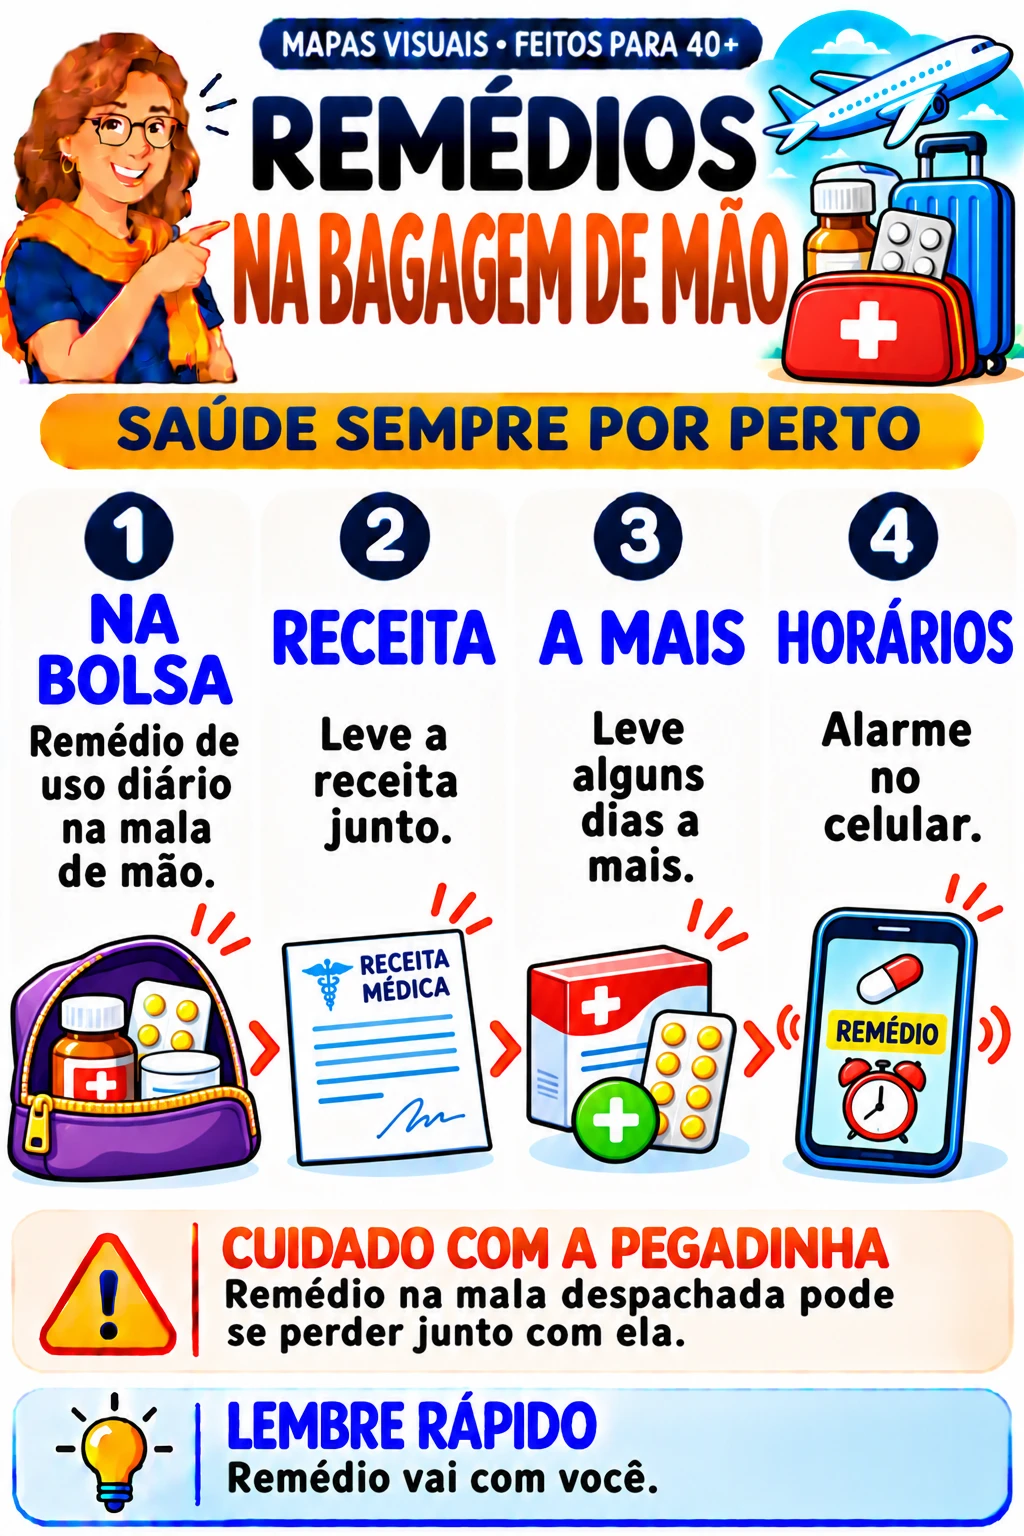 MAPAS VISUAIS • FEITOS PARA 40+
REMÉDIOS
NA BAGAGEM DE MÃO
SAÚDE SEMPRE POR PERTO
1
NA
BOLSA
Remédio de
uso diário
na mala
de mão.
2
RECEITA
Leve a
receita
junto.
RECEITA
MÉDICA
3
A MAIS
Leve
alguns
dias a
mais.
4
HORÁRIOS
Alarme
no
celular.
REMÉDIO
CUIDADO COM A PEGADINHA
Remédio na mala despachada pode
se perder junto com ela.
LEMBRE RÁPIDO
Remédio vai com você.